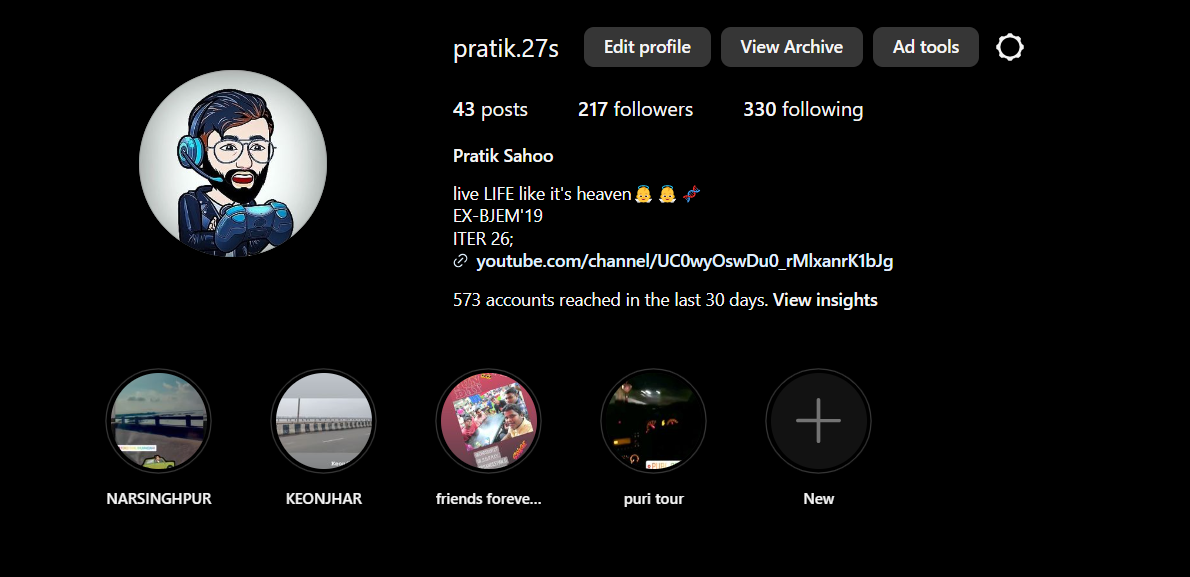 pratik.27s Edit profile View Archive Ad tools
43 posts 217 followers 330 following
Pratik Sahoo
live LIFE like it's heaven👼👼🧬
EX-BJEM'19
ITER 26;
youtube.com/channel/UC0wyOswDu0_rMlxanrK1bJg
573 accounts reached in the last 30 days. View insights
NARSINGHPUR KEONJHAR friends foreve... puri tour New